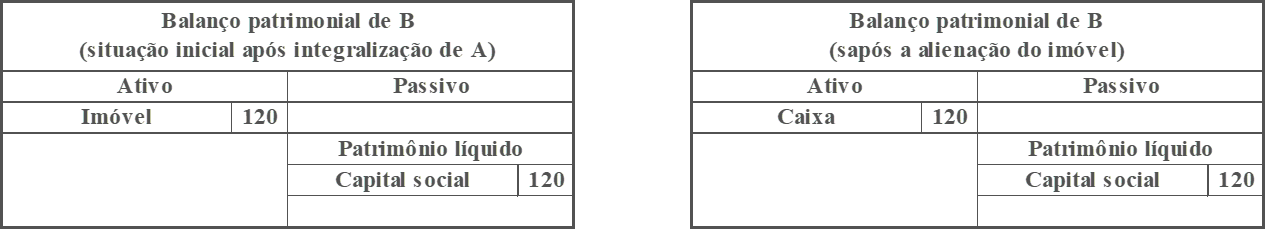 Balanço patrimonial de B
(situação inicial após integralização de A)
Ativo Passivo
Imóvel 120
Patrimônio líquido
Capital social 120
Balanço patrimonial de B
(sapós a alienação do imóvel)
Ativo Passivo
Caixa 120
Patrimônio líquido
Capital social 120